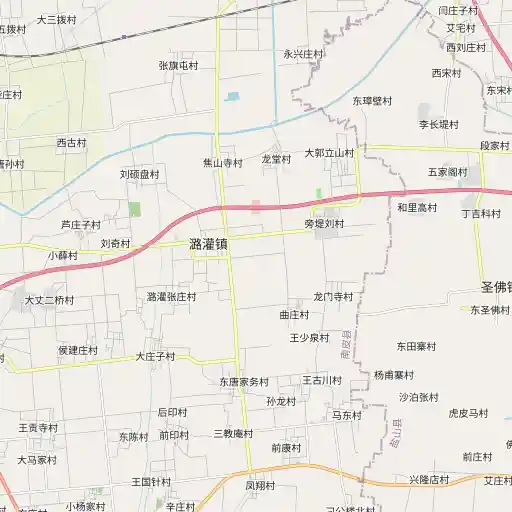 闫庄子村
大三拨村
五拨村
艾宅村
西刘庄村
永兴庄村
张旗屯村
西宋村
东宋村
东璋壁村
李长堤村
西古村
段家村
大郭立山村
龙堂村
焦山寺村
唐孙村
刘硕盘村
五家阁村
和里高村
丁吉科村
芦庄子村
旁堤刘村
刘奇村
潞灌镇
小薛村
圣佛镇
大丈二桥村
潞灌张庄村
龙门寺村
曲庄村
东圣佛村
王少泉村
南皮县
侯建庄村
大庄子村
东田寨村
杨甫寨村
东唐家务村
王古川村
沙泊张村
孙龙村
后印村
马东村
虎皮马村
盐山县
王贡寺村
东陈村
前印村
三教庵村
前康村
大马家村
前庄村
王国针村
凤翔村
兴隆店村
艾庄村
小杨家村
辛庄村